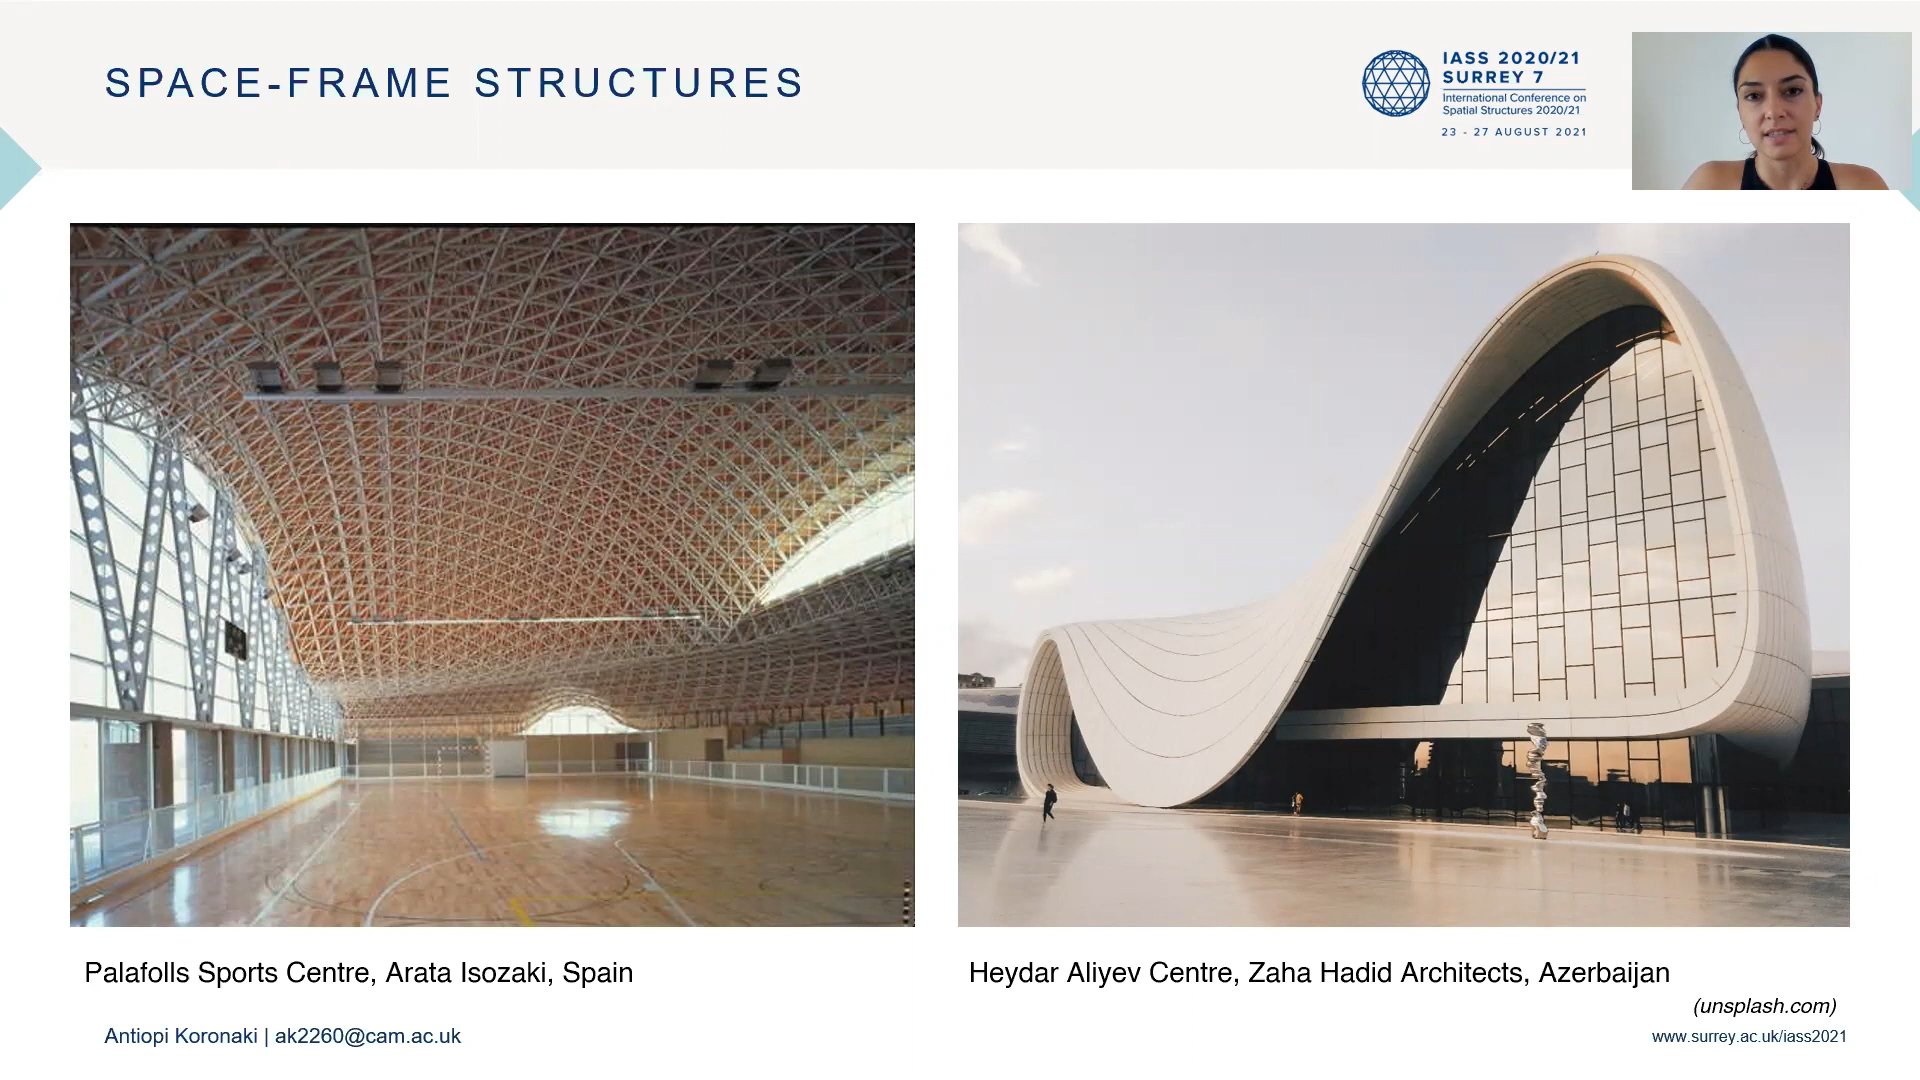 SPACE-FRAME STRUCTURES
IASS 2020/21
SURREY 7
International Conference on
Spatial Structures 2020/21
23 - 27 AUGUST 2021
Palafolls Sports Centre, Arata Isozaki, Spain
Heydar Aliyev Centre, Zaha Hadid Architects, Azerbaijan
(unsplash.com)
Antiopi Koronaki | ak2260@cam.ac.uk
www.surrey.ac.uk/iass2021